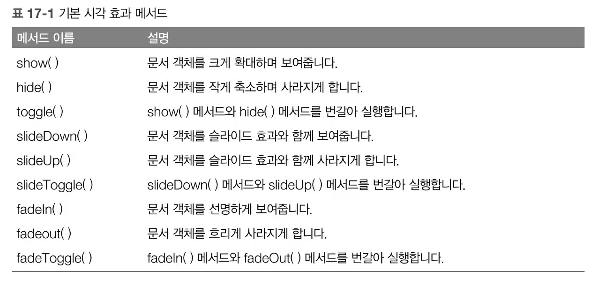 표 17-1 기본 시각 효과 메서드
메서드 이름 설명
show( ) 문서 객체를 크게 확대하며 보여줍니다.
hide( ) 문서 객체를 작게 축소하며 사라지게 합니다.
toggle( ) show( ) 메서드와 hide( ) 메서드를 번갈아 실행합니다.
slideDown( ) 문서 객체를 슬라이드 효과와 함께 보여줍니다.
slideUp( ) 문서 객체를 슬라이드 효과와 함께 사라지게 합니다.
slideToggle( ) slideDown( ) 메서드와 slideUp( ) 메서드를 번갈아 실행합니다.
fadeIn( ) 문서 객체를 선명하게 보여줍니다.
fadeout( ) 문서 객체를 흐리게 사라지게 합니다.
fadeToggle( ) fadeIn( ) 메서드와 fadeOut( ) 메서드를 번갈아 실행합니다.